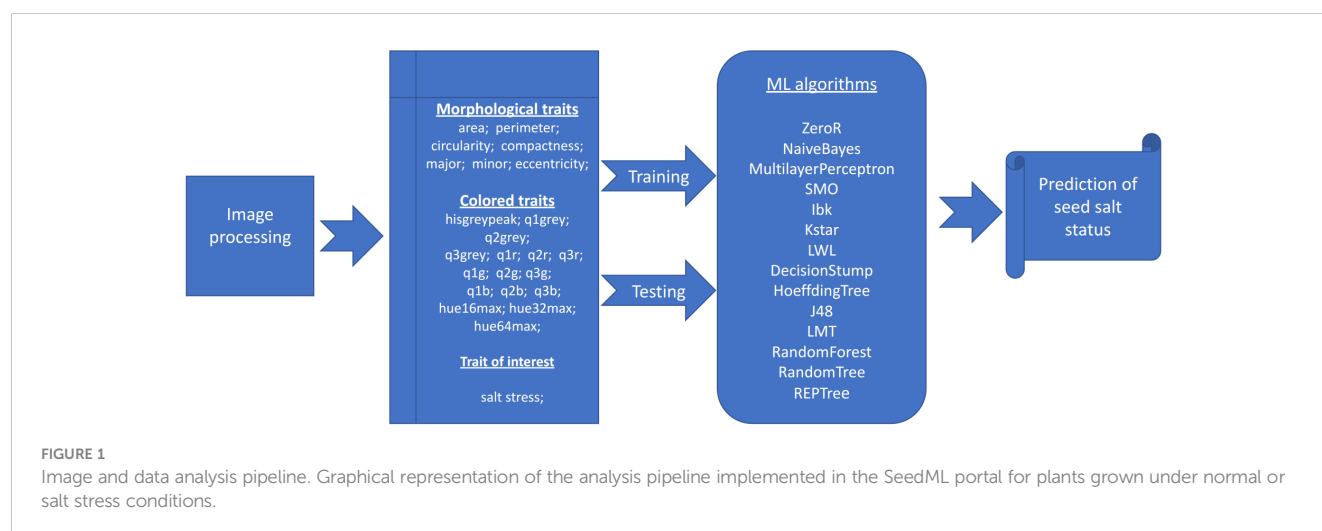 Image
processing
Morphological traits
area; perimeter;
circularity; compactness;
major; minor; eccentricity;
Colored traits
hisgreypeak; q1grey;
q2grey;
q3grey; q1r; q2r; q3r;
q1g; q2g; q3g;
q1b; q2b; q3b;
hue16max; hue32max;
hue64max;
Trait of interest
salt stress;
Training
Testing
ML algorithms
ZeroR
NaiveBayes
MultilayerPerceptron
SMO
Ibk
Kstar
LWL
DecisionStump
HoeffdingTree
J48
LMT
RandomForest
RandomTree
REPTree
Prediction of
seed salt
status
FIGURE 1
Image and data analysis pipeline. Graphical representation of the analysis pipeline implemented in the SeedML portal for plants grown under normal or
salt stress conditions.